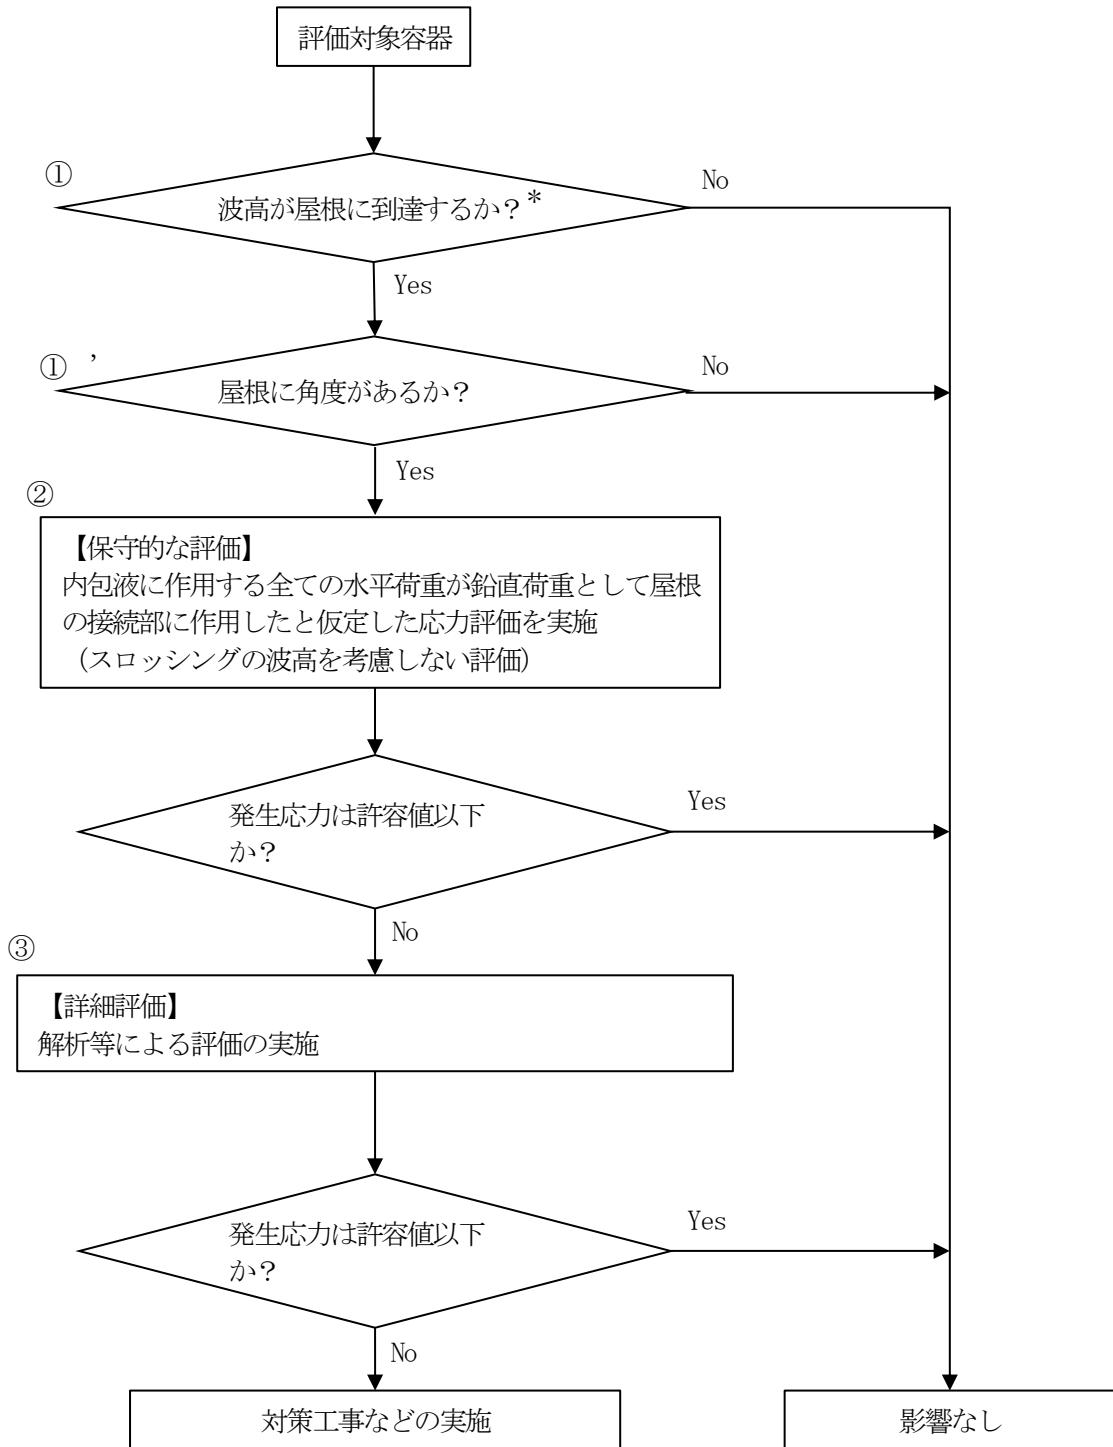 評価対象容器
①
波高が屋根に到達するか?*
No
Yes
①'
屋根に角度があるか?
No
Yes
②
【保守的な評価】
内包液に作用する全ての水平荷重が鉛直荷重として屋根
の接続部に作用したと仮定した応力評価を実施
(スロッシングの波高を考慮しない評価)
発生応力は許容値以下
か?
Yes
No
③
【詳細評価】
解析等による評価の実施
発生応力は許容値以下
か?
Yes
No
対策工事などの実施
影響なし